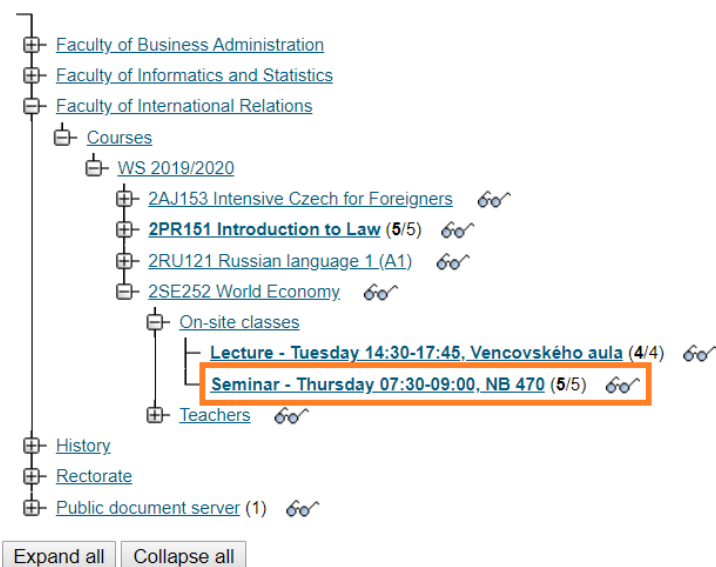 Faculty of Business Administration
Faculty of Informatics and Statistics
Faculty of International Relations
Courses
WS 2019/2020
2AJ153 Intensive Czech for Foreigners
2PR151 Introduction to Law (5/5)
2RU121 Russian language 1 (A1)
2SE252 World Economy
On-site classes
Lecture - Tuesday 14:30-17:45, Vencovského aula (4/4)
Seminar - Thursday 07:30-09:00, NB 470 (5/5)
Teachers
History
Rectorate
Public document server (1)
Expand all Collapse all